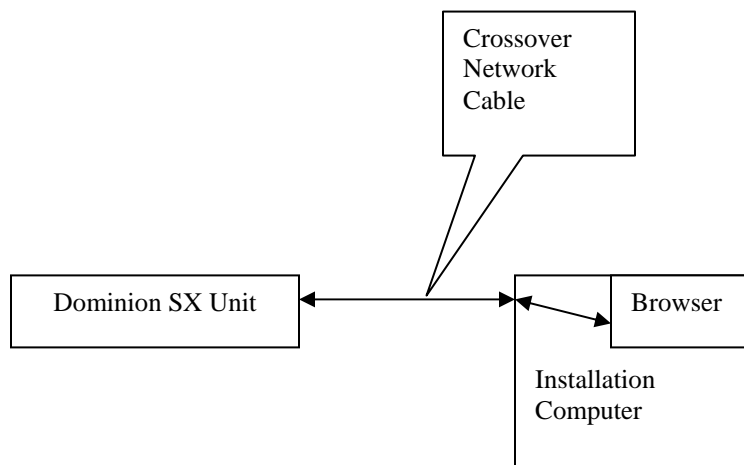 Crossover
Network
Cable
Dominion SX Unit
Browser
Installation
Computer